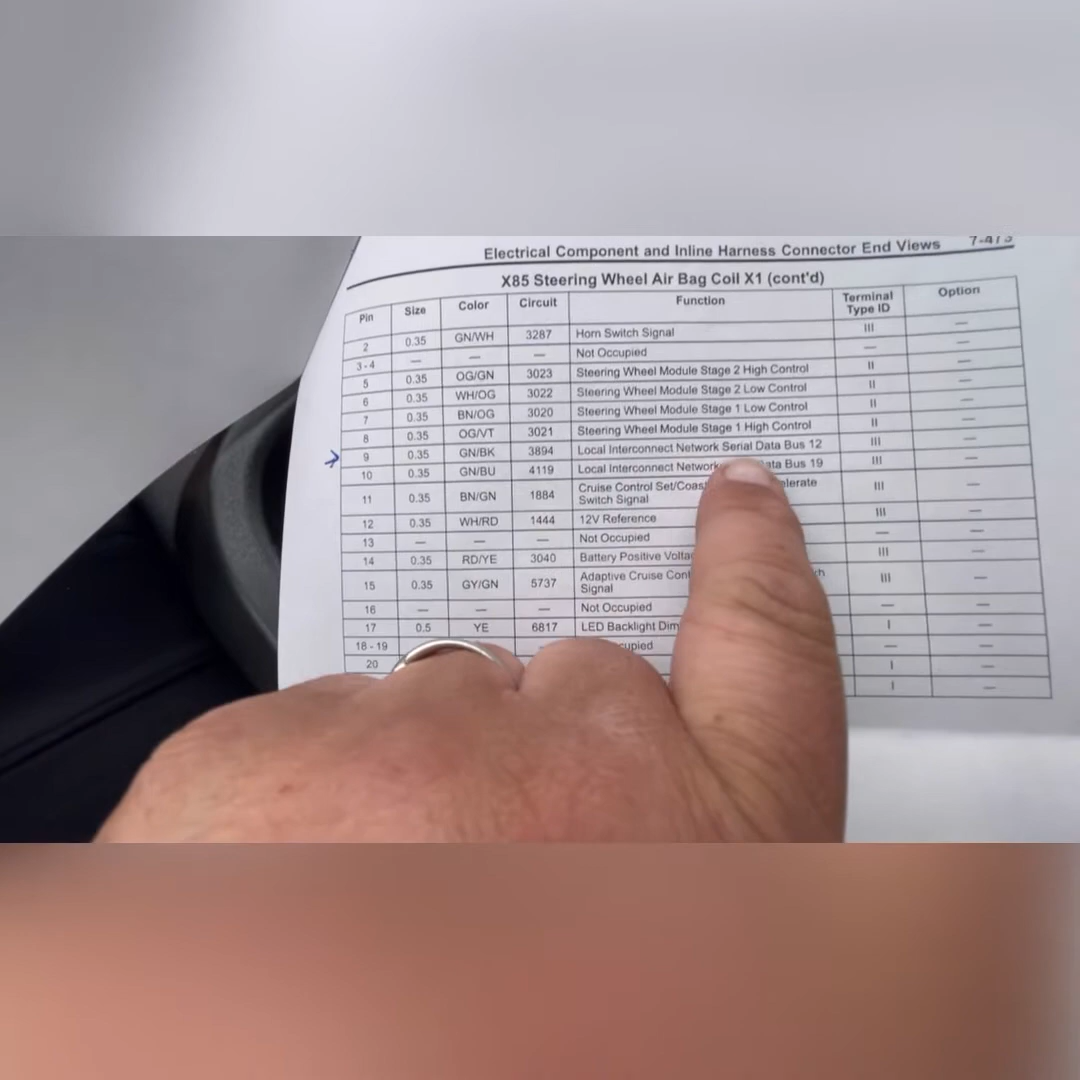 Electrical Component and Inline Harness Connector End Views
X85 Steering Wheel Air Bag Coil X1 (cont'd)
Pin Size Color Circuit Function Terminal Type ID Option
2 0.35 GN/WH 3287 Horn Switch Signal III —
3 - 4 — — — Not Occupied — —
5 0.35 OG/GN 3023 Steering Wheel Module Stage 2 High Control II —
6 0.35 WH/OG 3022 Steering Wheel Module Stage 2 Low Control II —
7 0.35 BN/OG 3020 Steering Wheel Module Stage 1 Low Control II —
8 0.35 OG/VT 3021 Steering Wheel Module Stage 1 High Control II —
9 0.35 GN/BK 3894 Local Interconnect Network Serial Data Bus 12 III —
10 0.35 GN/BU 4119 Local Interconnect Network Bus 19 III —
11 0.35 BN/GN 1884 Cruise Control
Switch Signal III —
12 0.35 WH/RD 1444 12V Reference III —
13 — — — Not Occupied — —
14 0.35 RD/YE 3040 Battery Positive III —
15 0.35 GY/GN 5737 Adaptive Cruise
Signal III —
16 — — — Not Occupied — —
17 0.5 YE 6817 LED Backlight I —
18 - 19 — —
20 I —
I —